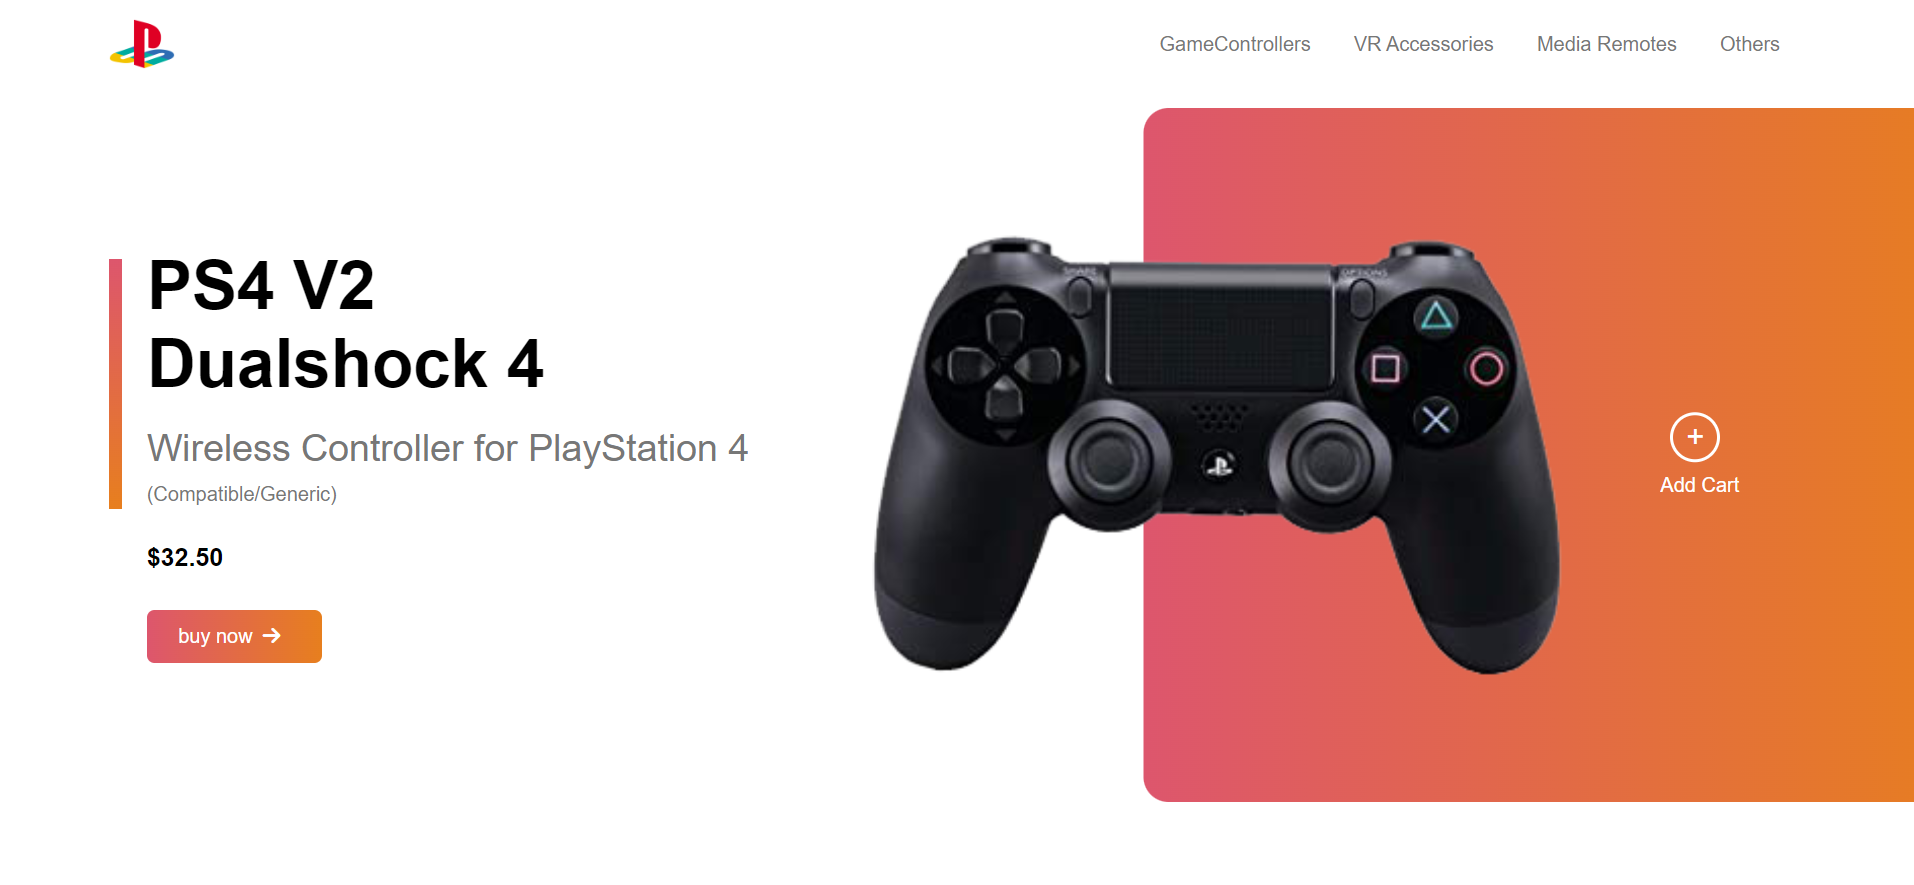 GameControllers VR Accessories Media Remotes Others
PS4 V2
Dualshock 4
Wireless Controller for PlayStation 4
(Compatible/Generic)
$32.50
buy now
SHARE
OPTIONS
Add Cart